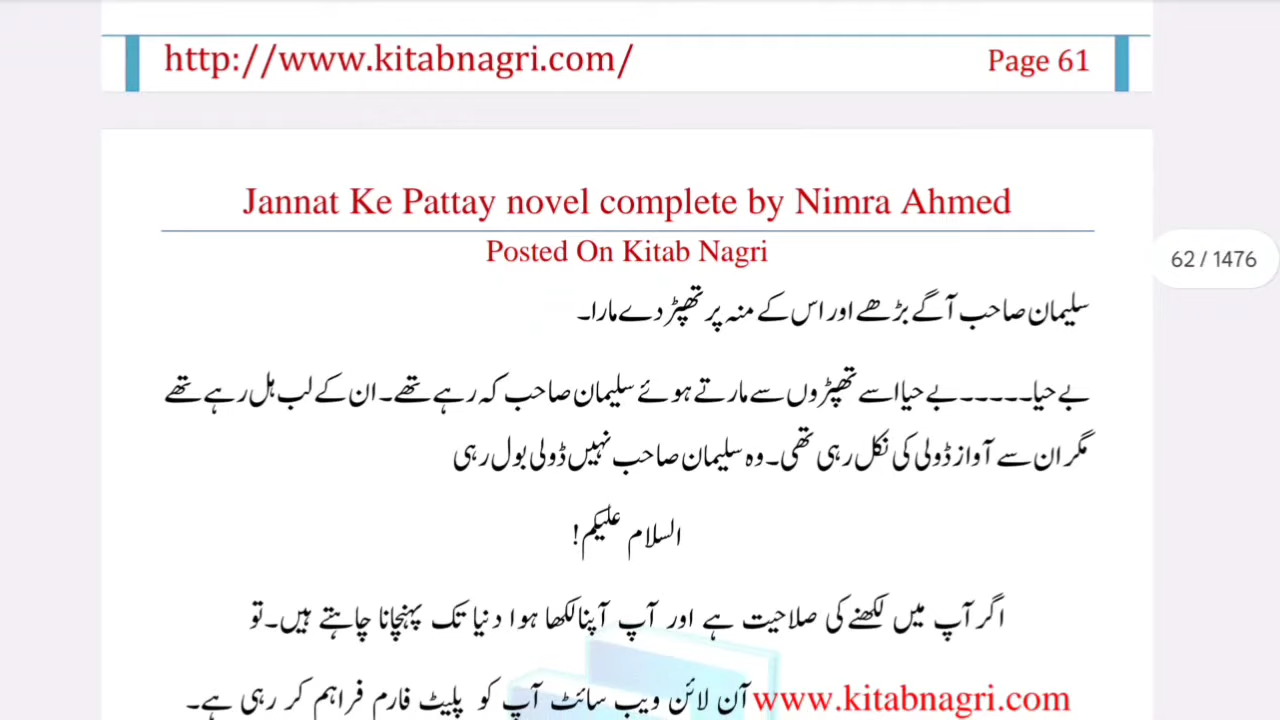 http://www.kitabnagri.com/ Page 61
Jannat Ke Pattay novel complete by Nimra Ahmed
Posted On Kitab Nagri
62 / 1476
سلیمان صاحب آگے بڑھے اور اس کے منہ پر تھپڑ دے مارا۔
بے حیا۔۔۔۔۔بے حیا اسے تھپڑوں سے مارتے ہوئے سلیمان صاحب کہ رہے تھے۔ان کے لب ہل رہے تھے
مگر ان سے آواز ڈولی کی نکل رہی تھی۔وہ سلیمان صاحب نہیں ڈولی بول رہی
السلام علیکم!
اگر آپ میں لکھنے کی صلاحیت ہے اور آپ اپنا لکھا ہوا دنیا تک پہنچانا چاہتے ہیں۔تو
www.kitabnagri.com آن لائن ویب سائٹ آپ کو پلیٹ فارم فراہم کر رہی ہے۔